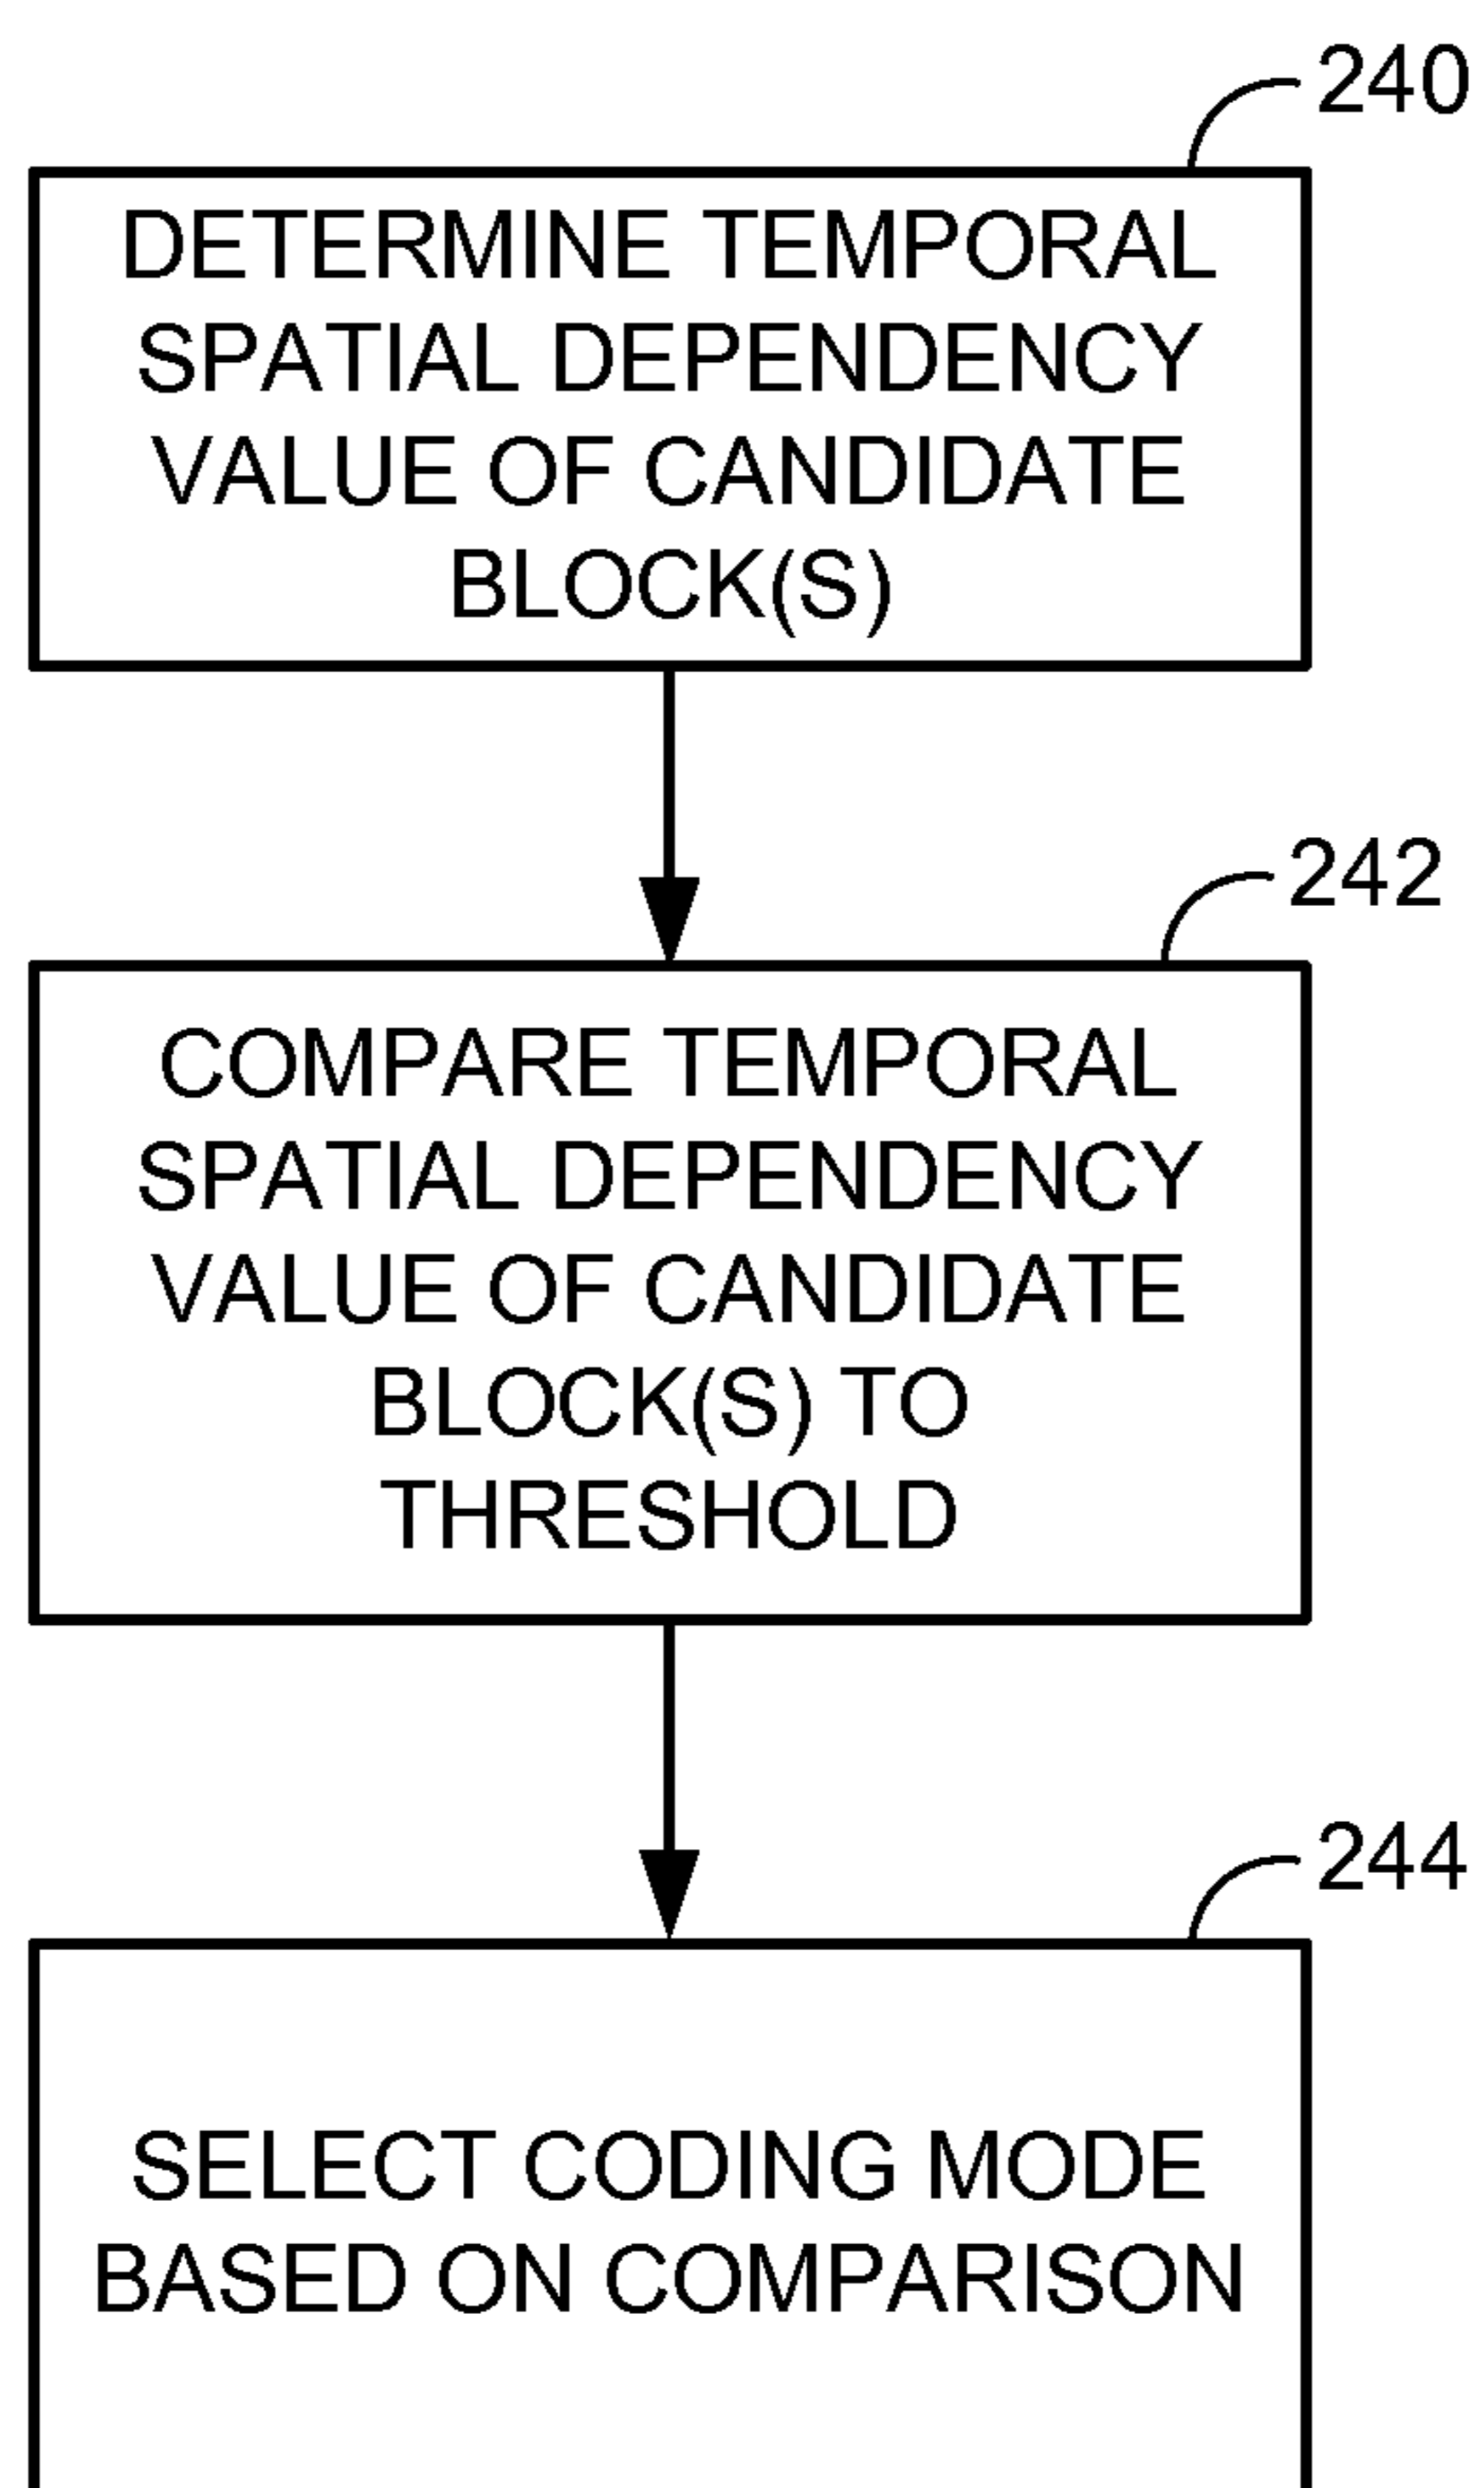 240
DETERMINE TEMPORAL
SPATIAL DEPENDENCY
VALUE OF CANDIDATE
BLOCK(S)
242
COMPARE TEMPORAL
SPATIAL DEPENDENCY
VALUE OF CANDIDATE
BLOCK(S) TO
THRESHOLD
244
SELECT CODING MODE
BASED ON COMPARISON